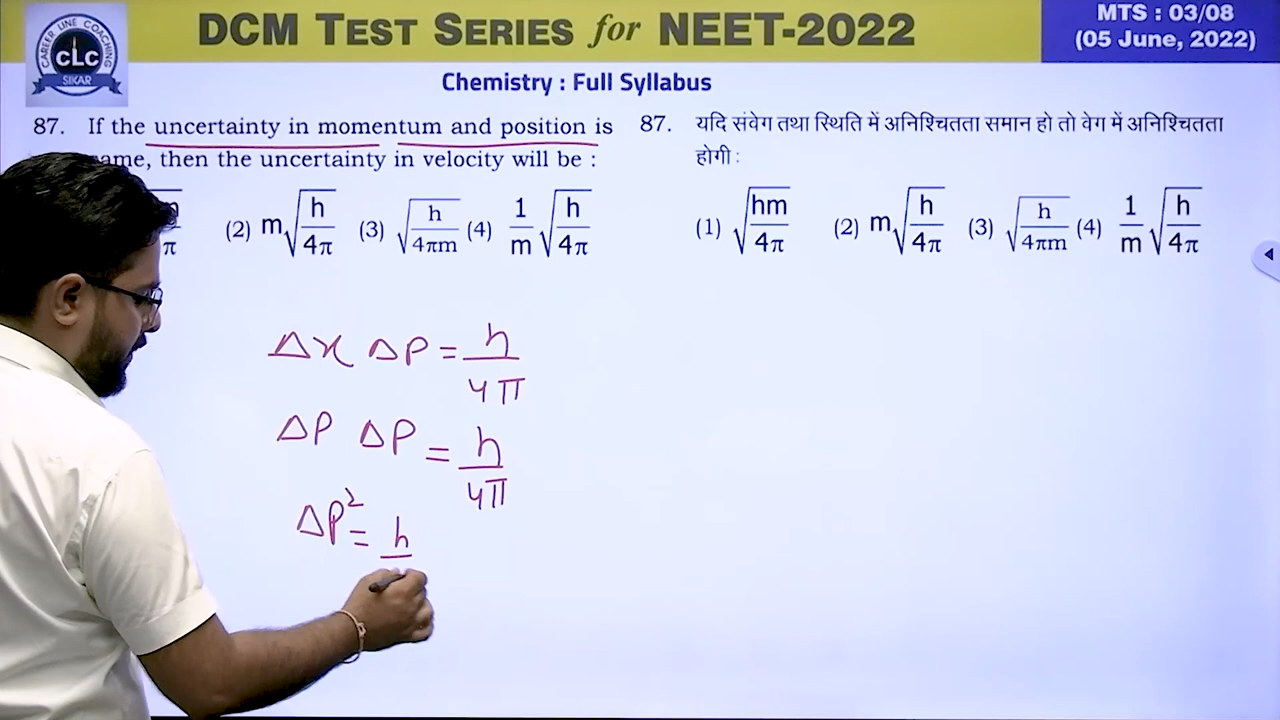 DCM TEST SERIES for NEET-2022
MTS : 03/08
(05 June, 2022)
CAREER LINE COACHING
CLC
SIKAR
Chemistry : Full Syllabus
87. If the uncertainty in momentum and position is
ame, then the uncertainty in velocity will be :
π (2) m√(h/4π) (3) √(h/4πm) (4) 1/m √(h/4π)
87. यदि संवेग तथा स्थिति में अनिश्चितता समान हो तो वेग में अनिश्चितता
होगी :
(1) √(hm/4π) (2) m√(h/4π) (3) √(h/4πm) (4) 1/m √(h/4π)
Δx ΔP = h/4π
ΔP ΔP = h/4π
ΔP² = h